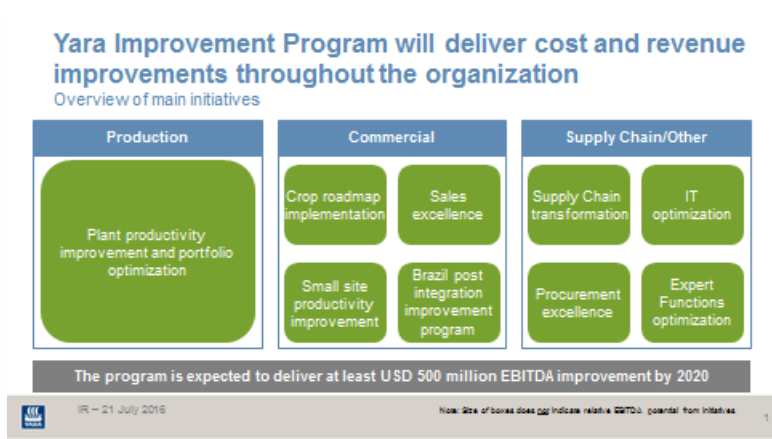 Yara Improvement Program will deliver cost and revenue
improvements throughout the organization
Overview of main initiatives
Production
Plant productivity
improvement and portfolio
optimization
Commercial
Crop roadmap
implementation
Sales
excellence
Small site
productivity
improvement
Brazil post
integration
improvement
program
Supply Chain/Other
Supply Chain
transformation
IT
optimization
Procurement
excellence
Expert
Functions
optimization
The program is expected to deliver at least USD 500 million EBITDA improvement by 2020
YARA
IR – 21 July 2016
Note: Size of boxes does not indicate relative EBITDA potential from initiatives
1